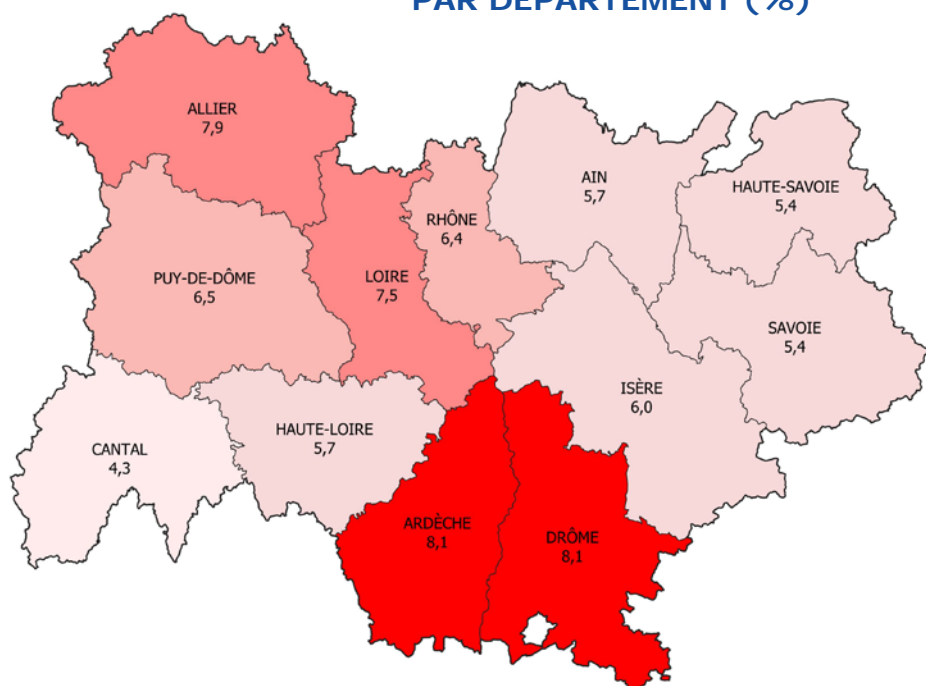 PAR DÉPARTEMENT (%)
ALLIER
7,9
AIN
5,7
HAUTE-SAVOIE
5,4
RHÔNE
6,4
PUY-DE-DÔME
6,5
LOIRE
7,5
SAVOIE
5,4
ISÈRE
6,0
HAUTE-LOIRE
5,7
CANTAL
4,3
ARDÈCHE
8,1
DRÔME
8,1